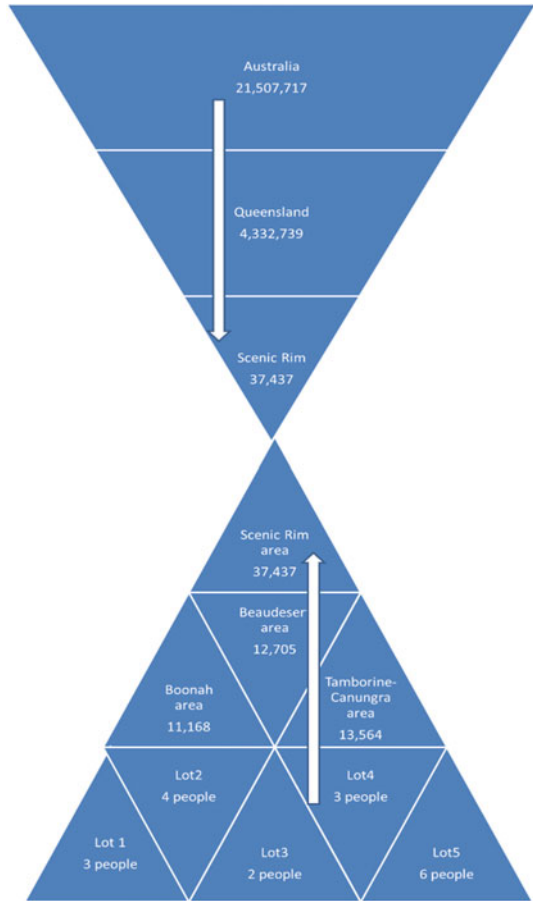 Australia
21,507,717
Queensland
4,332,739
Scenic Rim
37,437
Scenic Rim
area
37,437
Beaudeser
area
12,705
Boonah
area
11,168
Tamborine-
Canungra
area
13,564
Lot2
4 people
Lot4
3 people
Lot 1
3 people
Lot3
2 people
Lot5
6 people